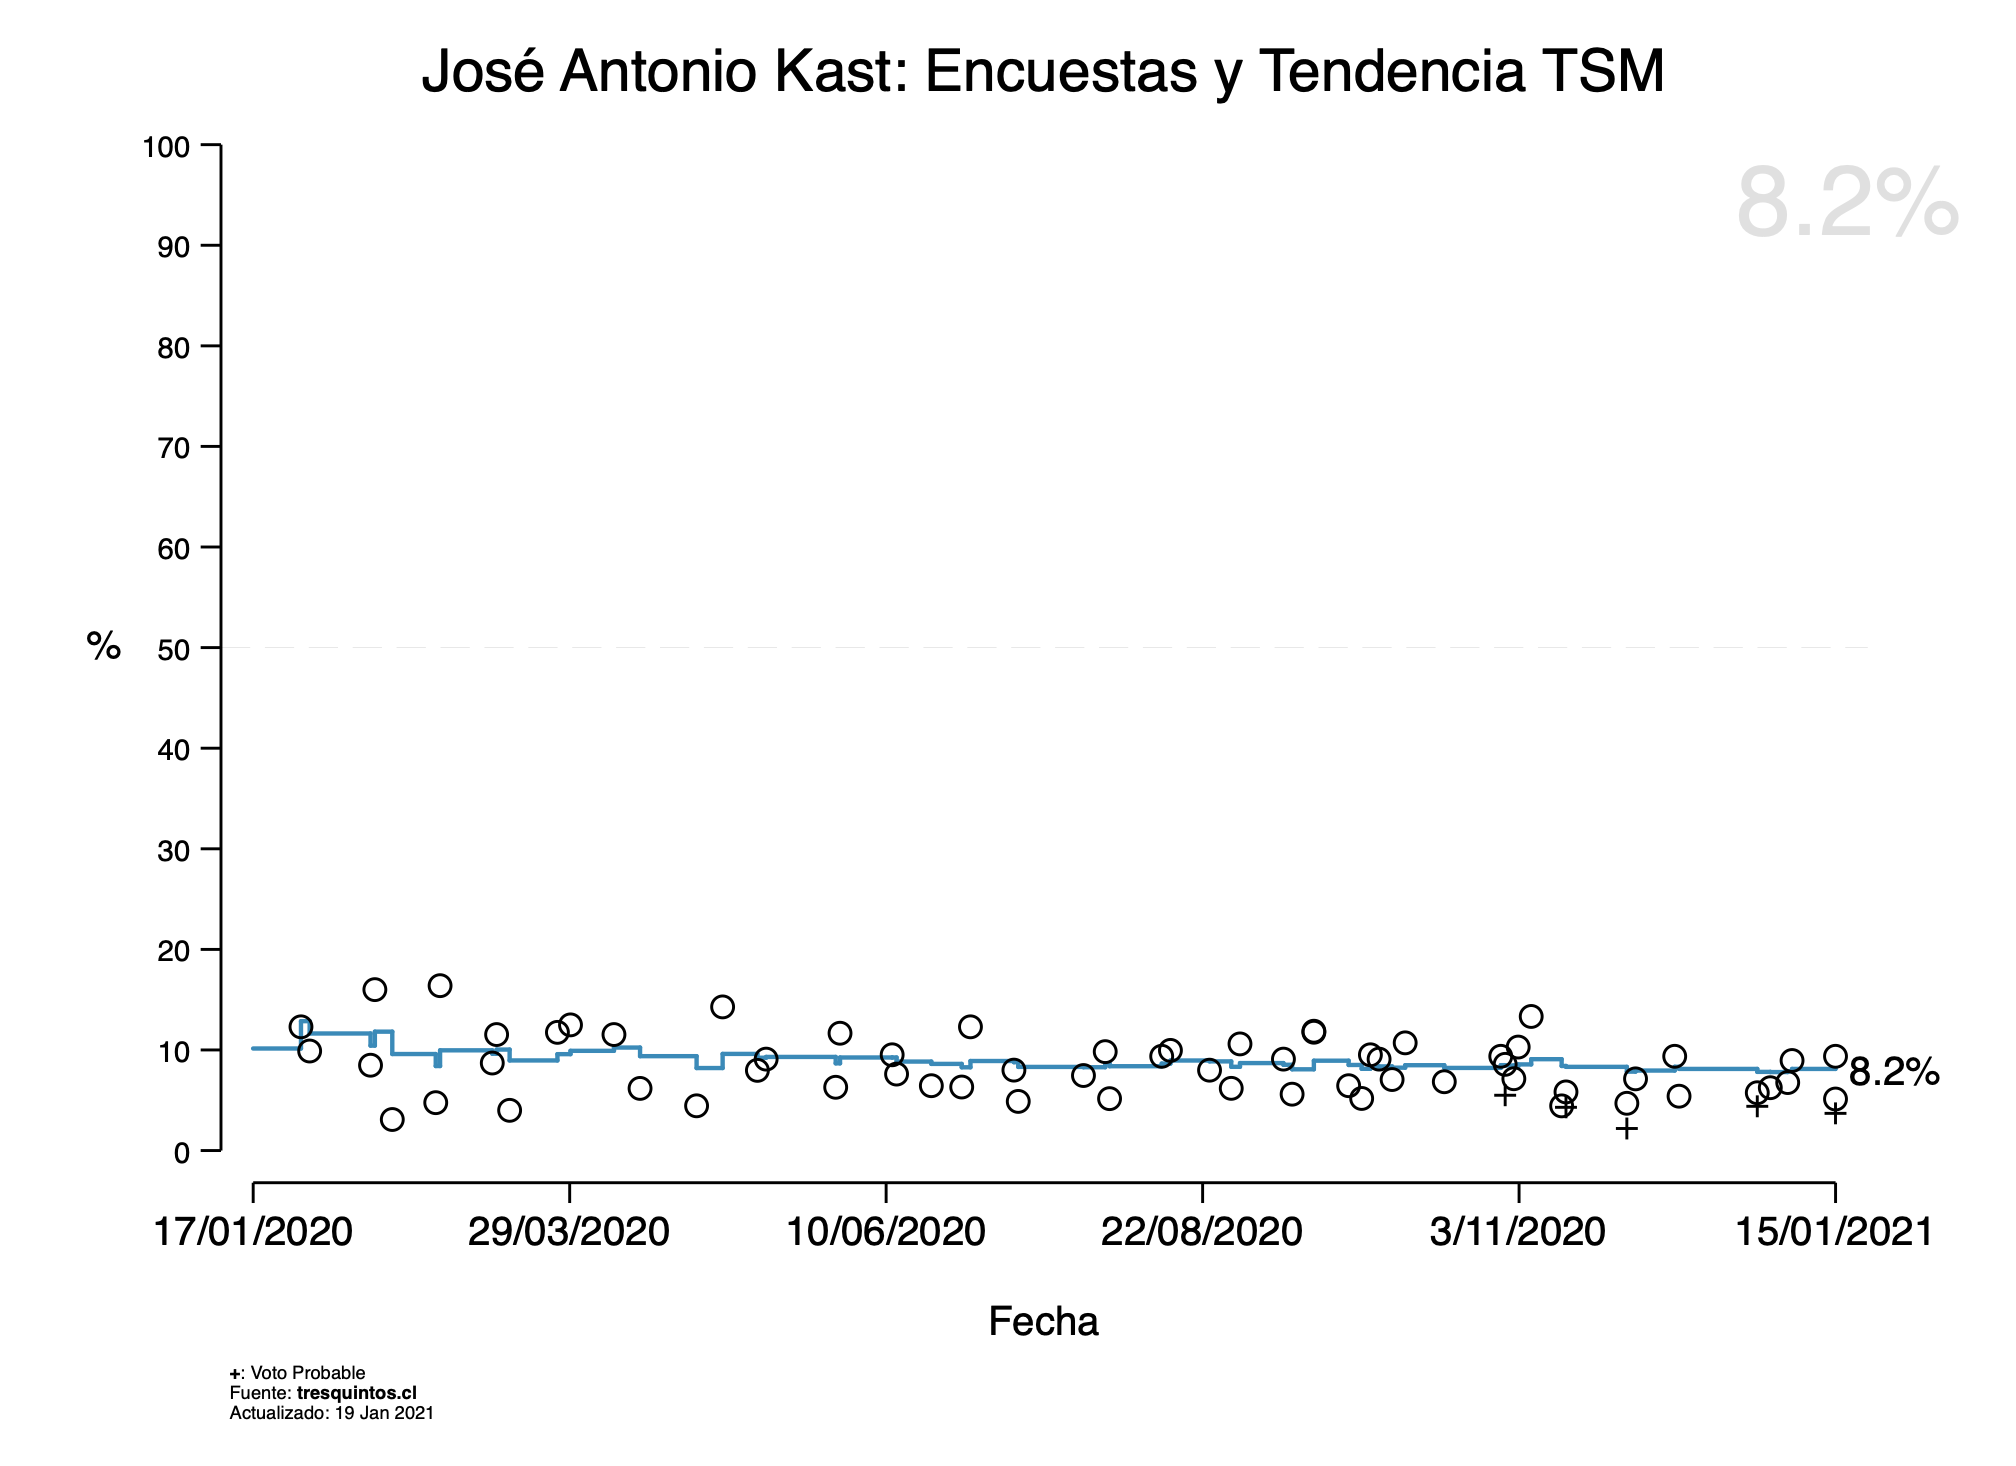 José Antonio Kast: Encuestas y Tendencia TSM
8.2%
100
90
80
70
60
% 50
40
30
20
10
0
8.2%
17/01/2020 29/03/2020 10/06/2020 22/08/2020 3/11/2020 15/01/2021
Fecha
+: Voto Probable
Fuente: tresquintos.cl
Actualizado: 19 Jan 2021